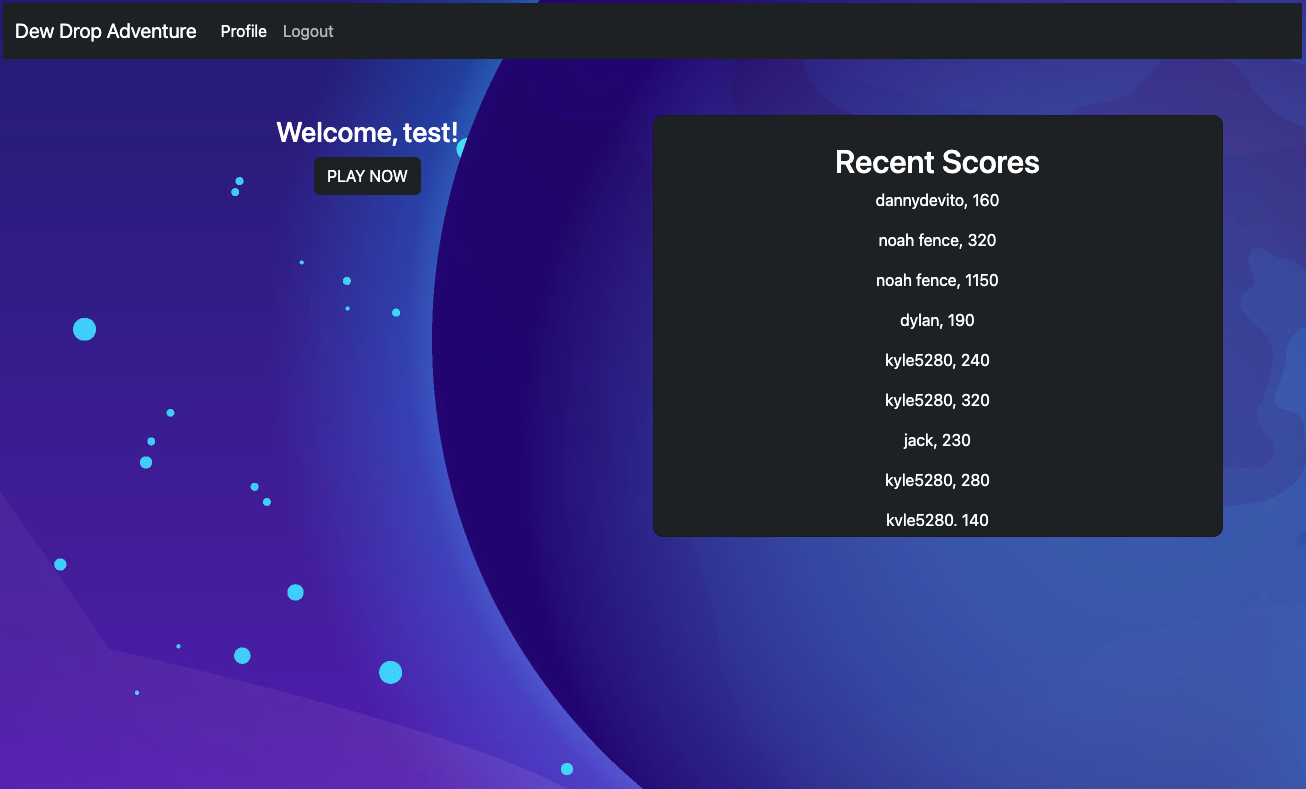 Dew Drop Adventure Profile Logout
Welcome, test!
PLAY NOW
Recent Scores
dannydevito, 160
noah fence, 320
noah fence, 1150
dylan, 190
kyle5280, 240
kyle5280, 320
jack, 230
kyle5280, 280
kyle5280, 140